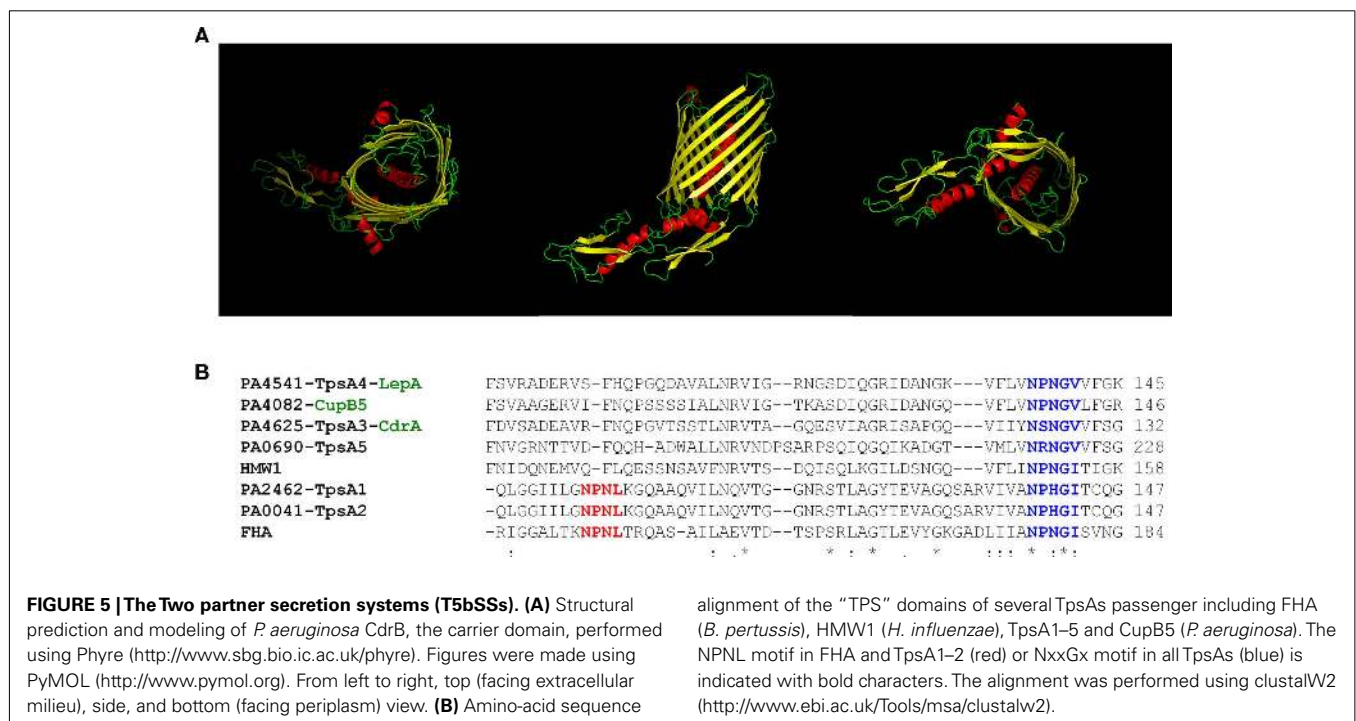 A
B
PA4541-TpsA4-LepA FSVRADERVS-FHQPGQDAVALNRVIG--RNGSDIQGRIDANGK---VFLVNPNGVVFGK 145
PA4082-CupB5 FSVAAGERVI-FNQPSSSSIALNRVIG--TKASDIQGRIDANGQ---VFLVNPNGVLFGR 146
PA4625-TpsA3-CdrA FDVSADEAVR-FNQPGVTSSTLNRVTA--GQESVIAGRISAPGQ---VIIYNSNGVVFSG 132
PA0690-TpsA5 FNVGRNTTVD-FQQH-ADWALLNRVNDPSARPSQIQGQIKADGT---VMLVNRNGVVFSG 228
HMW1 FNIDQNEMVQ-FLQESSNSAVFNRVTS--DQISQLKGILDSNGQ---VFLINPNGITIGK 158
PA2462-TpsA1 -QLGGIILGNPNLKGQAAQVILNQVTG--GNRSTLAGYTEVAGQSARVIVANPHGITCQG 147
PA0041-TpsA2 -QLGGIILGNPNLKGQAAQVILNQVTG--GNRSTLAGYTEVAGQSARVIVANPHGITCQG 147
FHA -RIGGALTKNPNLTRQAS-AILAEVTD--TSPSRLAGTLEVYGKGADLIIANPNGISVNG 184
: : .* * : * . * ::: * :*:
FIGURE 5 | The Two partner secretion systems (T5bSSs). (A) Structural
prediction and modeling of P. aeruginosa CdrB, the carrier domain, performed
using Phyre (http://www.sbg.bio.ic.ac.uk/phyre). Figures were made using
PyMOL (http://www.pymol.org). From left to right, top (facing extracellular
milieu), side, and bottom (facing periplasm) view. (B) Amino-acid sequence
alignment of the “TPS” domains of several TpsAs passenger including FHA
(B. pertussis), HMW1 (H. influenzae), TpsA1–5 and CupB5 (P. aeruginosa). The
NPNL motif in FHA and TpsA1–2 (red) or NxxGx motif in all TpsAs (blue) is
indicated with bold characters. The alignment was performed using clustalW2
(http://www.ebi.ac.uk/Tools/msa/clustalw2).